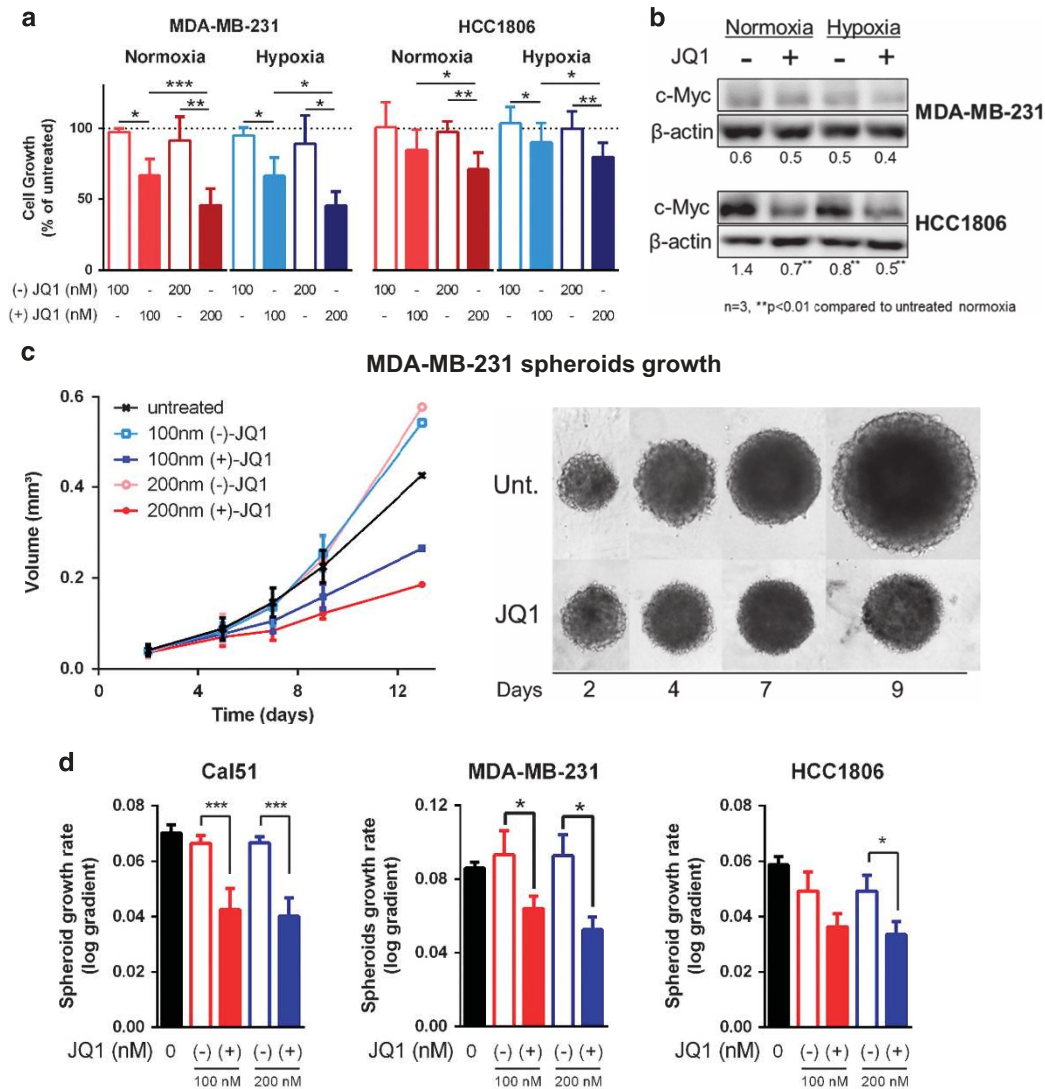 a
MDA-MB-231
HCC1806
Normoxia Hypoxia Normoxia Hypoxia
* *** ** * * * * ** * * **
Cell Growth
(% of untreated)
100
50
0
(-) JQ1 (nM) 100 - 200 - 100 - 200 - 100 - 200 - 100 - 200 -
(+) JQ1 (nM) - 100 - 200 - 100 - 200 - 100 - 200 - 100 - 200
b
Normoxia Hypoxia
JQ1 - + - +
c-Myc
MDA-MB-231
β-actin
0.6 0.5 0.5 0.4
c-Myc
HCC1806
β-actin
1.4 0.7** 0.8** 0.5**
n=3, **p<0.01 compared to untreated normoxia
c
MDA-MB-231 spheroids growth
Volume (mm³)
0.6
0.4
0.2
0.0
untreated
100nm (-)-JQ1
100nm (+)-JQ1
200nm (-)-JQ1
200nm (+)-JQ1
0 4 8 12
Time (days)
Unt.
JQ1
Days 2 4 7 9
d
Cal51
Spheroid growth rate
(log gradient)
0.08
0.06
0.04
0.02
0.00
*** ***
JQ1 (nM) 0 (-) (+) (-) (+)
100 nM 200 nM
MDA-MB-231
Spheroids growth rate
(log gradient)
0.12
0.08
0.04
0.00
* *
JQ1 (nM) 0 (-) (+) (-) (+)
100 nM 200 nM
HCC1806
Spheroid growth rate
(log gradient)
0.08
0.06
0.04
0.02
0.00
*
JQ1 (nM) 0 (-) (+) (-) (+)
100 nM 200 nM